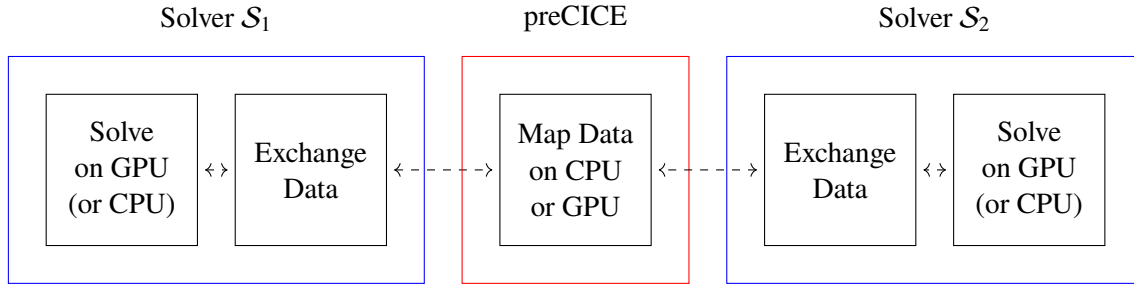 Solver 𝒮₁
preCICE
Solver 𝒮₂
Solve
on GPU
(or CPU)
Exchange
Data
Map Data
on CPU
or GPU
Exchange
Data
Solve
on GPU
(or CPU)